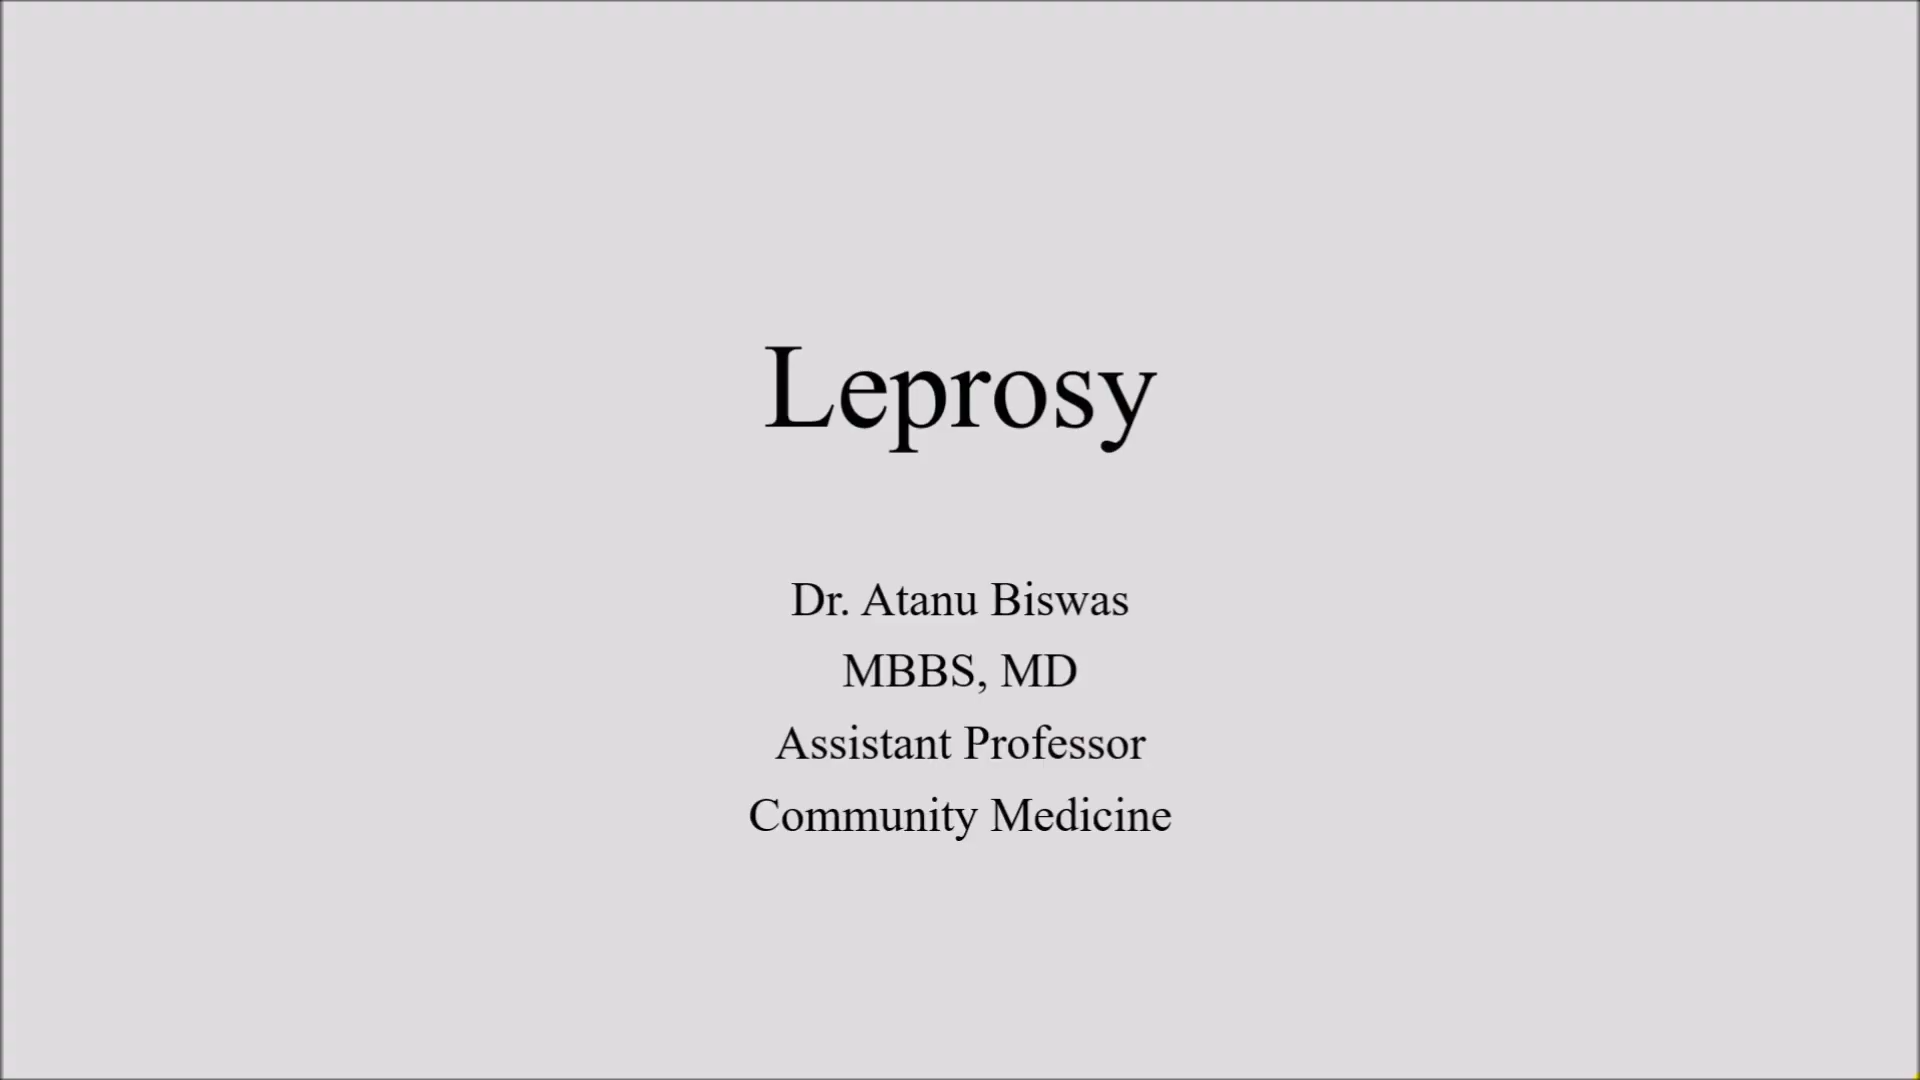 Leprosy
Dr. Atanu Biswas
MBBS, MD
Assistant Professor
Community Medicine